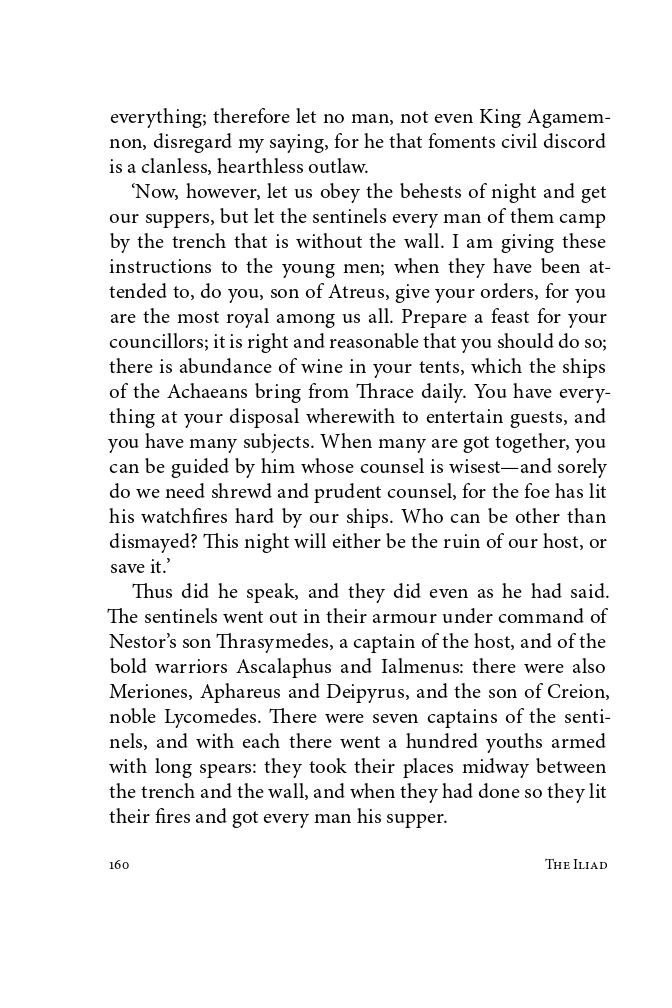 everything; therefore let no man, not even King Agamem-
non, disregard my saying, for he that foments civil discord
is a clanless, hearthless outlaw.
‘Now, however, let us obey the behests of night and get
our suppers, but let the sentinels every man of them camp
by the trench that is without the wall. I am giving these
instructions to the young men; when they have been at-
tended to, do you, son of Atreus, give your orders, for you
are the most royal among us all. Prepare a feast for your
councillors; it is right and reasonable that you should do so;
there is abundance of wine in your tents, which the ships
of the Achaeans bring from Thrace daily. You have every-
thing at your disposal wherewith to entertain guests, and
you have many subjects. When many are got together, you
can be guided by him whose counsel is wisest—and sorely
do we need shrewd and prudent counsel, for the foe has lit
his watchfires hard by our ships. Who can be other than
dismayed? This night will either be the ruin of our host, or
save it.’
Thus did he speak, and they did even as he had said.
The sentinels went out in their armour under command of
Nestor’s son Thrasymedes, a captain of the host, and of the
bold warriors Ascalaphus and Ialmenus: there were also
Meriones, Aphareus and Deipyrus, and the son of Creion,
noble Lycomedes. There were seven captains of the senti-
nels, and with each there went a hundred youths armed
with long spears: they took their places midway between
the trench and the wall, and when they had done so they lit
their fires and got every man his supper.
160 The Iliad